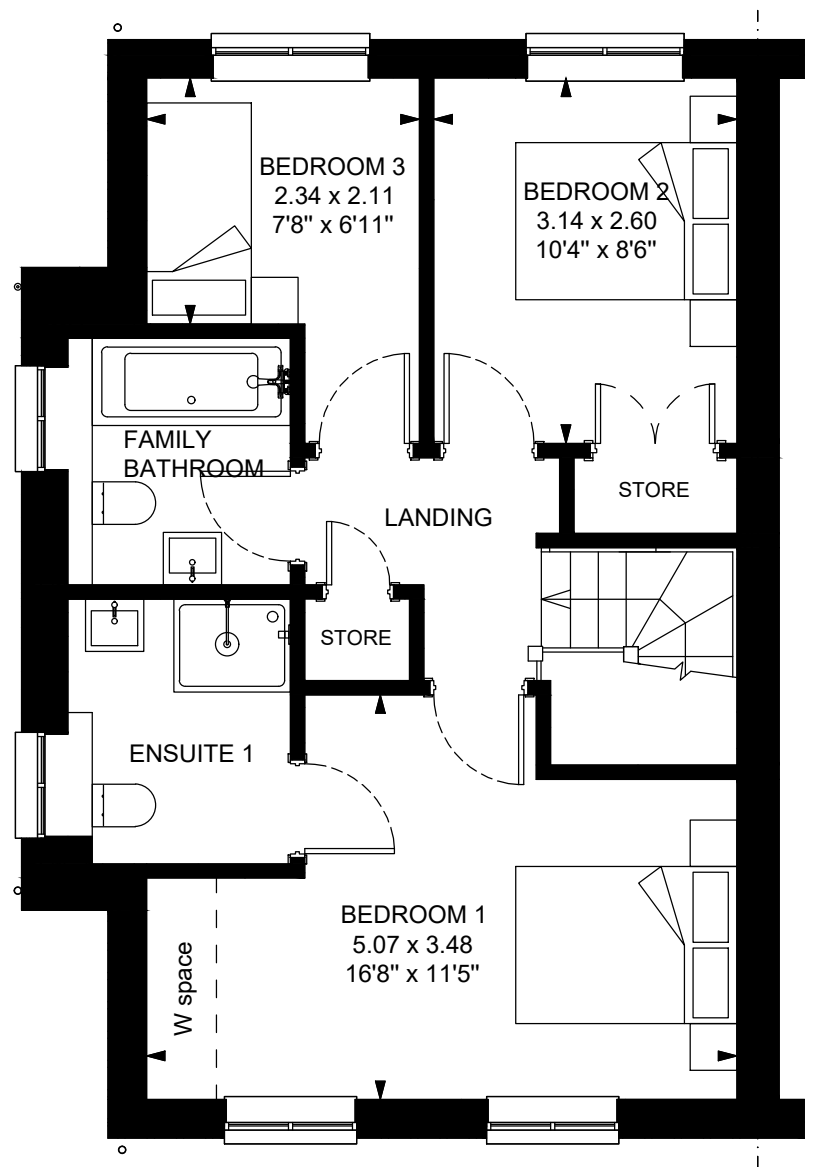 BEDROOM 3
2.34 x 2.11
7'8" x 6'11"
BEDROOM 2
3.14 x 2.60
10'4" x 8'6"
FAMILY
BATHROOM
STORE
LANDING
STORE
ENSUITE 1
BEDROOM 1
5.07 x 3.48
16'8" x 11'5"
W space